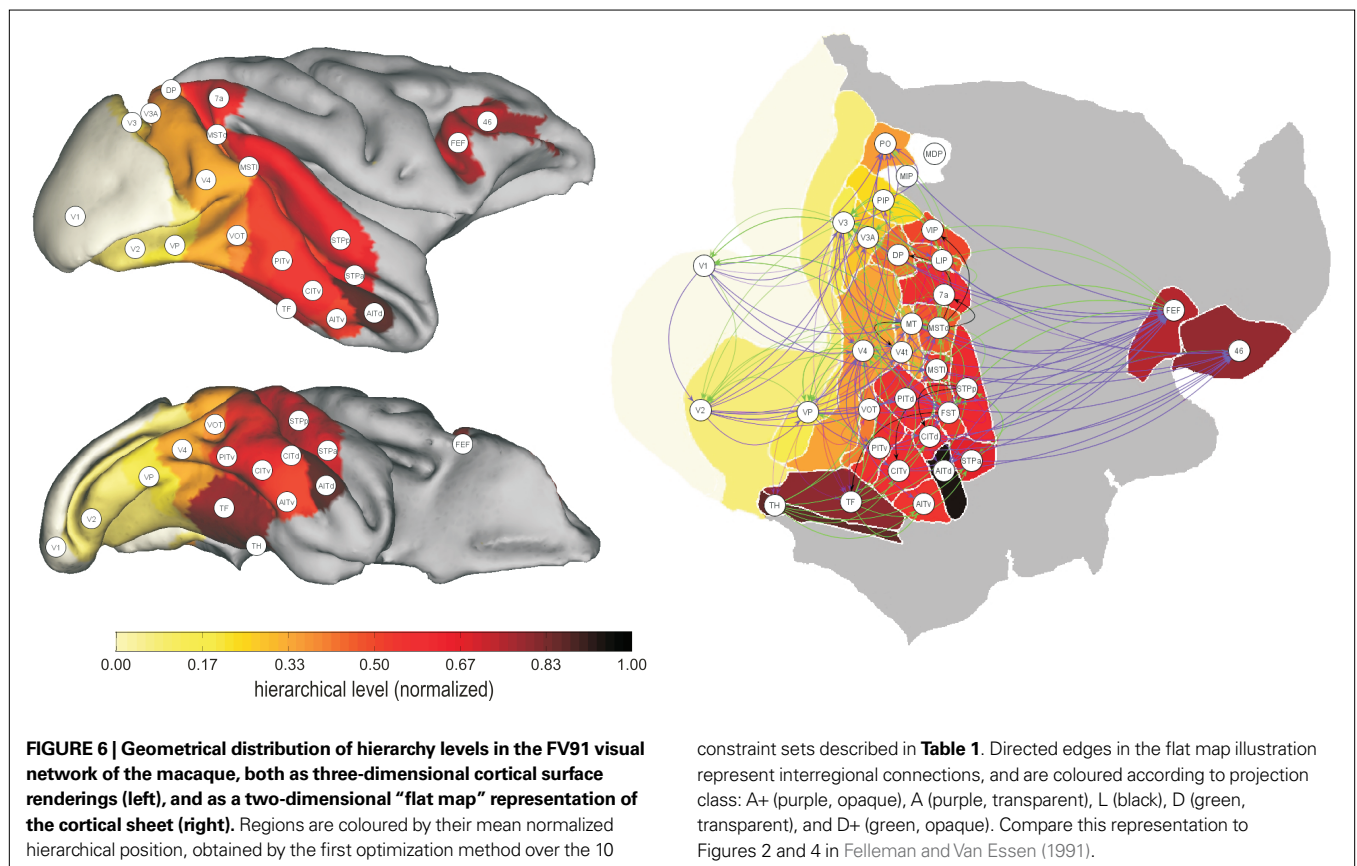 DP
7a
V3
V3A
46
MSTd
FEF
MSTl
V4
V1
VOT
STPp
V2
VP
PITv
STPa
CITv
TF
AITv
AITd
VOT
STPp
FEF
V4
STPa
PITv
CITd
CITv
VP
AITd
AITv
TF
V2
V1
TH
0.00 0.17 0.33 0.50 0.67 0.83 1.00
hierarchical level (normalized)
PO
MDP
MIP
PIP
V3
VIP
V3A
DP
LIP
V1
7a
FEF
MT
MSTd
V4
V4t
46
MSTl
STPp
PITd
V2
VP
VOT
FST
CITd
PITv
STPa
CITv
AITd
TH
TF
AITv
FIGURE 6 | Geometrical distribution of hierarchy levels in the FV91 visual
network of the macaque, both as three-dimensional cortical surface
renderings (left), and as a two-dimensional “flat map” representation of
the cortical sheet (right). Regions are coloured by their mean normalized
hierarchical position, obtained by the first optimization method over the 10
constraint sets described in Table 1. Directed edges in the flat map illustration
represent interregional connections, and are coloured according to projection
class: A+ (purple, opaque), A (purple, transparent), L (black), D (green,
transparent), and D+ (green, opaque). Compare this representation to
Figures 2 and 4 in Felleman and Van Essen (1991).